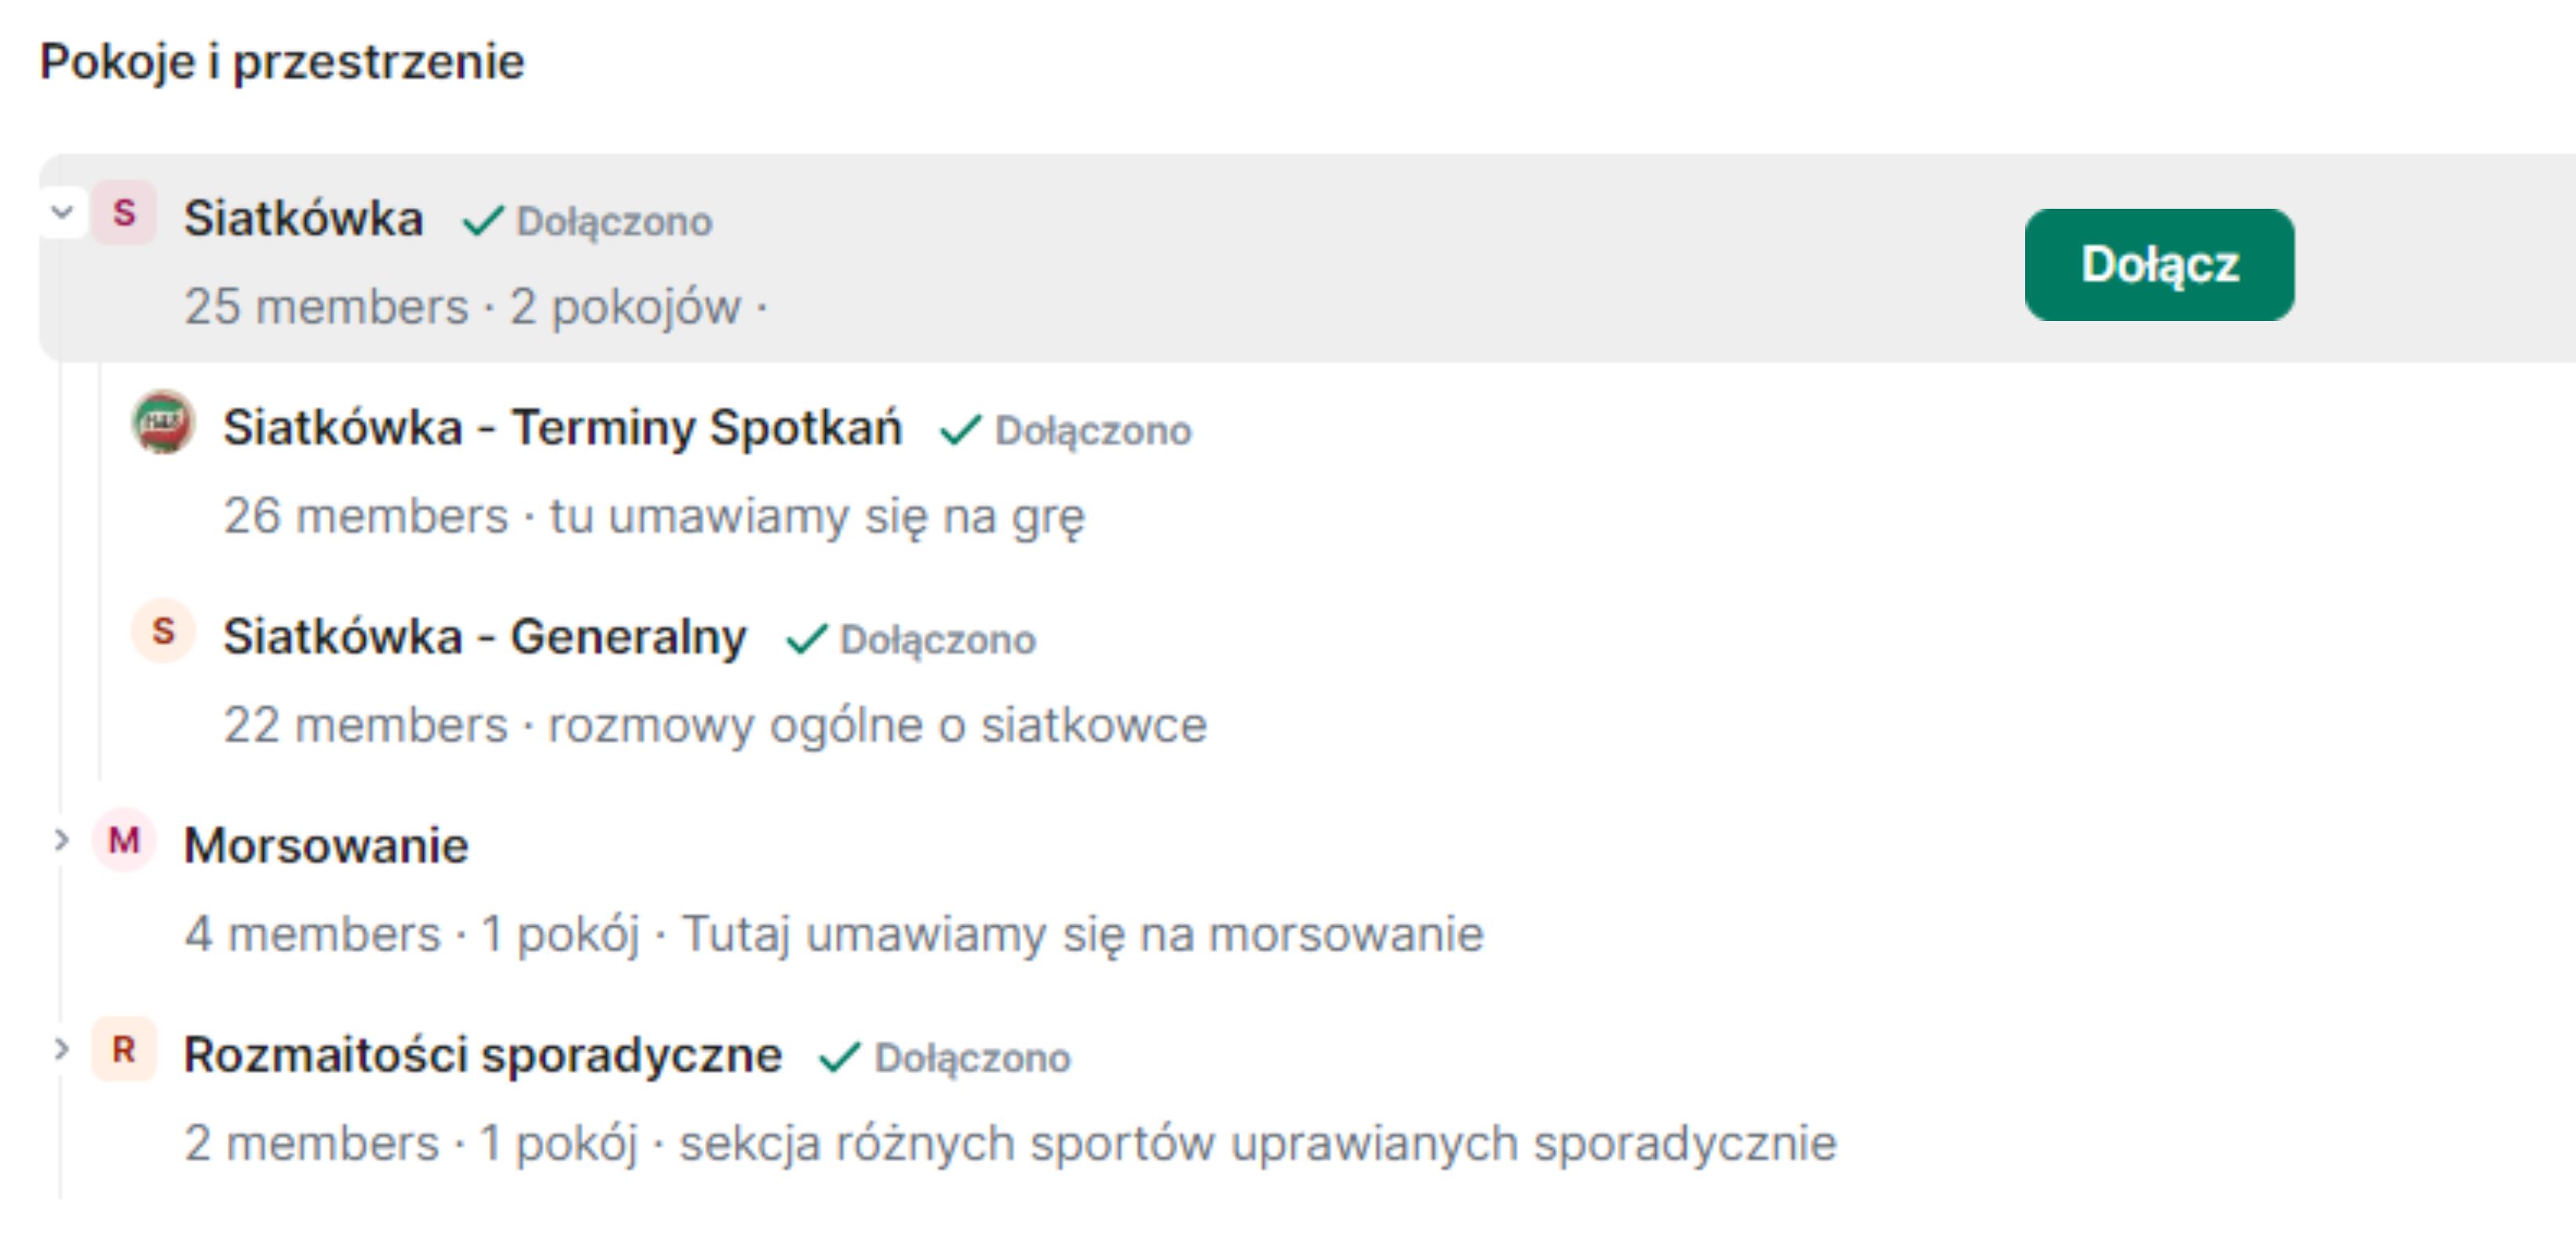 Pokoje i przestrzenie
S Siatkówka Dołączono
25 members · 2 pokojów ·
Dołącz
Siatkówka - Terminy Spotkań Dołączono
26 members · tu umawiamy się na grę
S Siatkówka - Generalny Dołączono
22 members · rozmowy ogólne o siatkowce
M Morsowanie
4 members · 1 pokój · Tutaj umawiamy się na morsowanie
R Rozmaitości sporadyczne Dołączono
2 members · 1 pokój · sekcja różnych sportów uprawianych sporadycznie